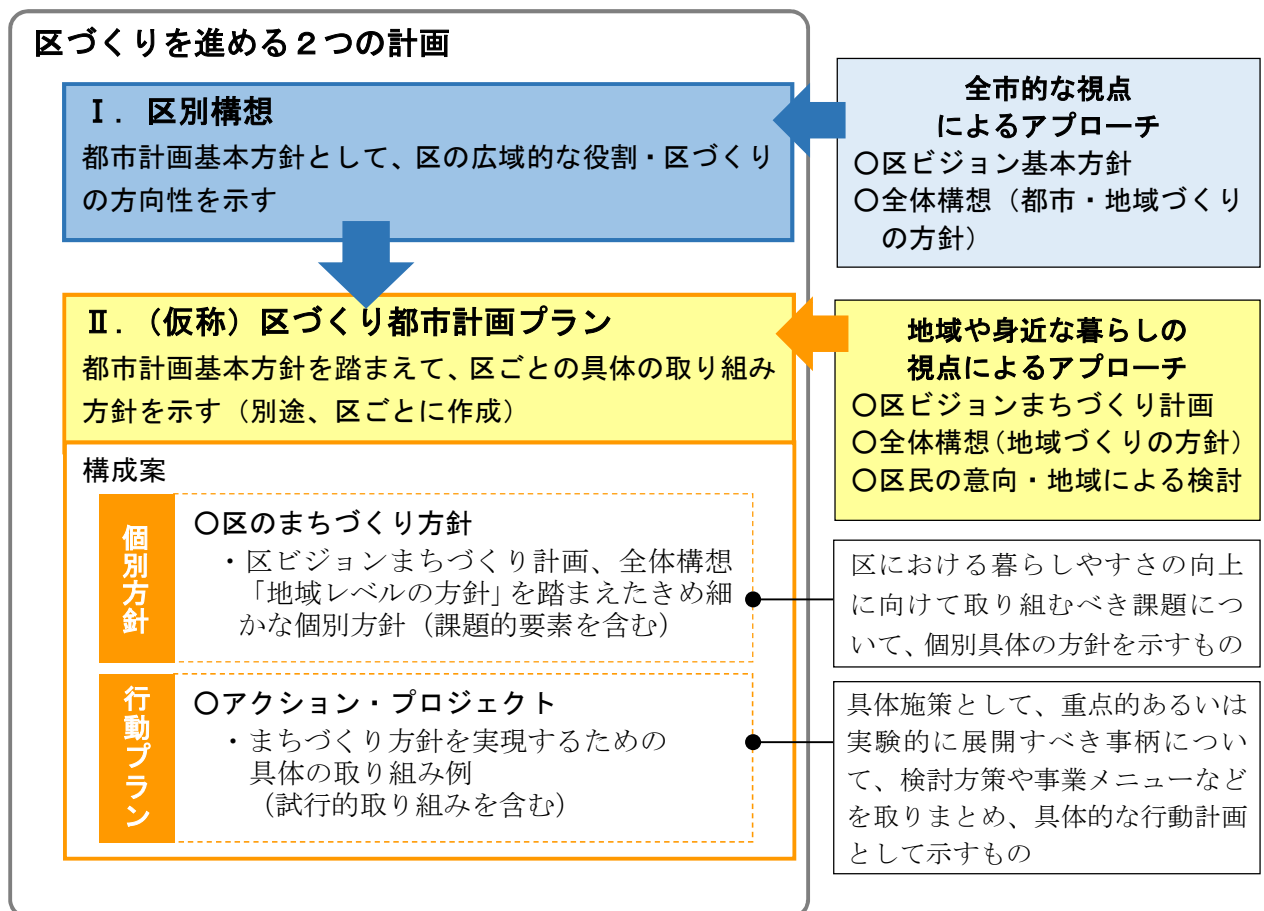 区づくりを進める２つの計画
Ⅰ．区別構想
都市計画基本方針として、区の広域的な役割・区づくり
の方向性を示す
全市的な視点
によるアプローチ
〇区ビジョン基本方針
〇全体構想（都市・地域づくり
の方針）
Ⅱ．（仮称）区づくり都市計画プラン
都市計画基本方針を踏まえて、区ごとの具体の取り組み
方針を示す（別途、区ごとに作成）
地域や身近な暮らしの
視点によるアプローチ
〇区ビジョンまちづくり計画
〇全体構想（地域づくりの方針）
〇区民の意向・地域による検討
構成案
個別方針
〇区のまちづくり方針
・区ビジョンまちづくり計画、全体構想
「地域レベルの方針」を踏まえたきめ細
かな個別方針（課題的要素を含む）
区における暮らしやすさの向上
に向けて取り組むべき課題につ
いて、個別具体の方針を示すもの
行動プラン
〇アクション・プロジェクト
・まちづくり方針を実現するための
具体の取り組み例
（試行的取り組みを含む）
具体施策として、重点的あるいは
実験的に展開すべき事柄につい
て、検討方策や事業メニューなど
を取りまとめ、具体的な行動計画
として示すもの